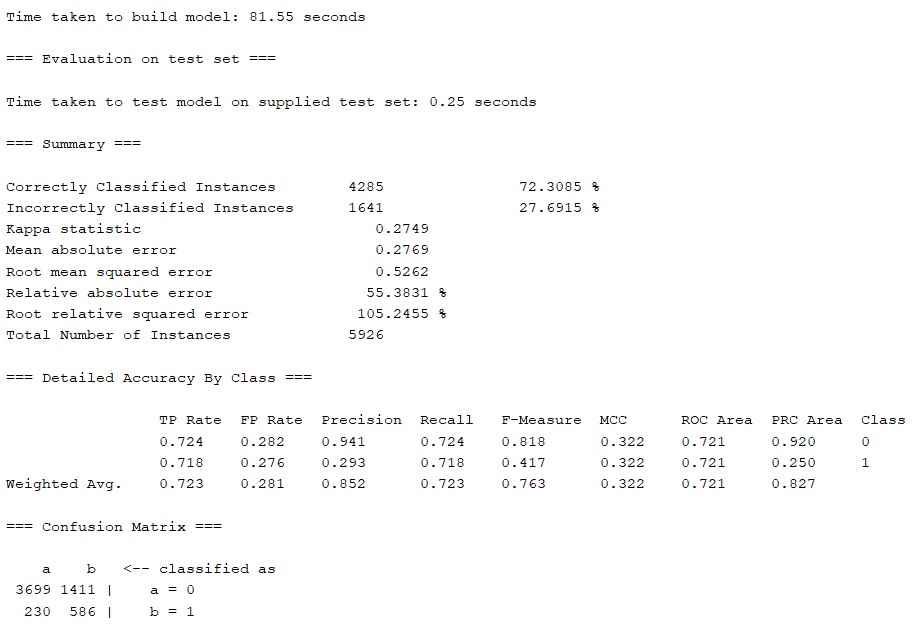 Time taken to build model: 81.55 seconds
=== Evaluation on test set ===
Time taken to test model on supplied test set: 0.25 seconds
=== Summary ===
Correctly Classified Instances 4285 72.3085 %
Incorrectly Classified Instances 1641 27.6915 %
Kappa statistic 0.2749
Mean absolute error 0.2769
Root mean squared error 0.5262
Relative absolute error 55.3831 %
Root relative squared error 105.2455 %
Total Number of Instances 5926
=== Detailed Accuracy By Class ===
TP Rate FP Rate Precision Recall F-Measure MCC ROC Area PRC Area Class
0.724 0.282 0.941 0.724 0.818 0.322 0.721 0.920 0
0.718 0.276 0.293 0.718 0.417 0.322 0.721 0.250 1
Weighted Avg. 0.723 0.281 0.852 0.723 0.763 0.322 0.721 0.827
=== Confusion Matrix ===
a b <-- classified as
3699 1411 | a = 0
230 586 | b = 1